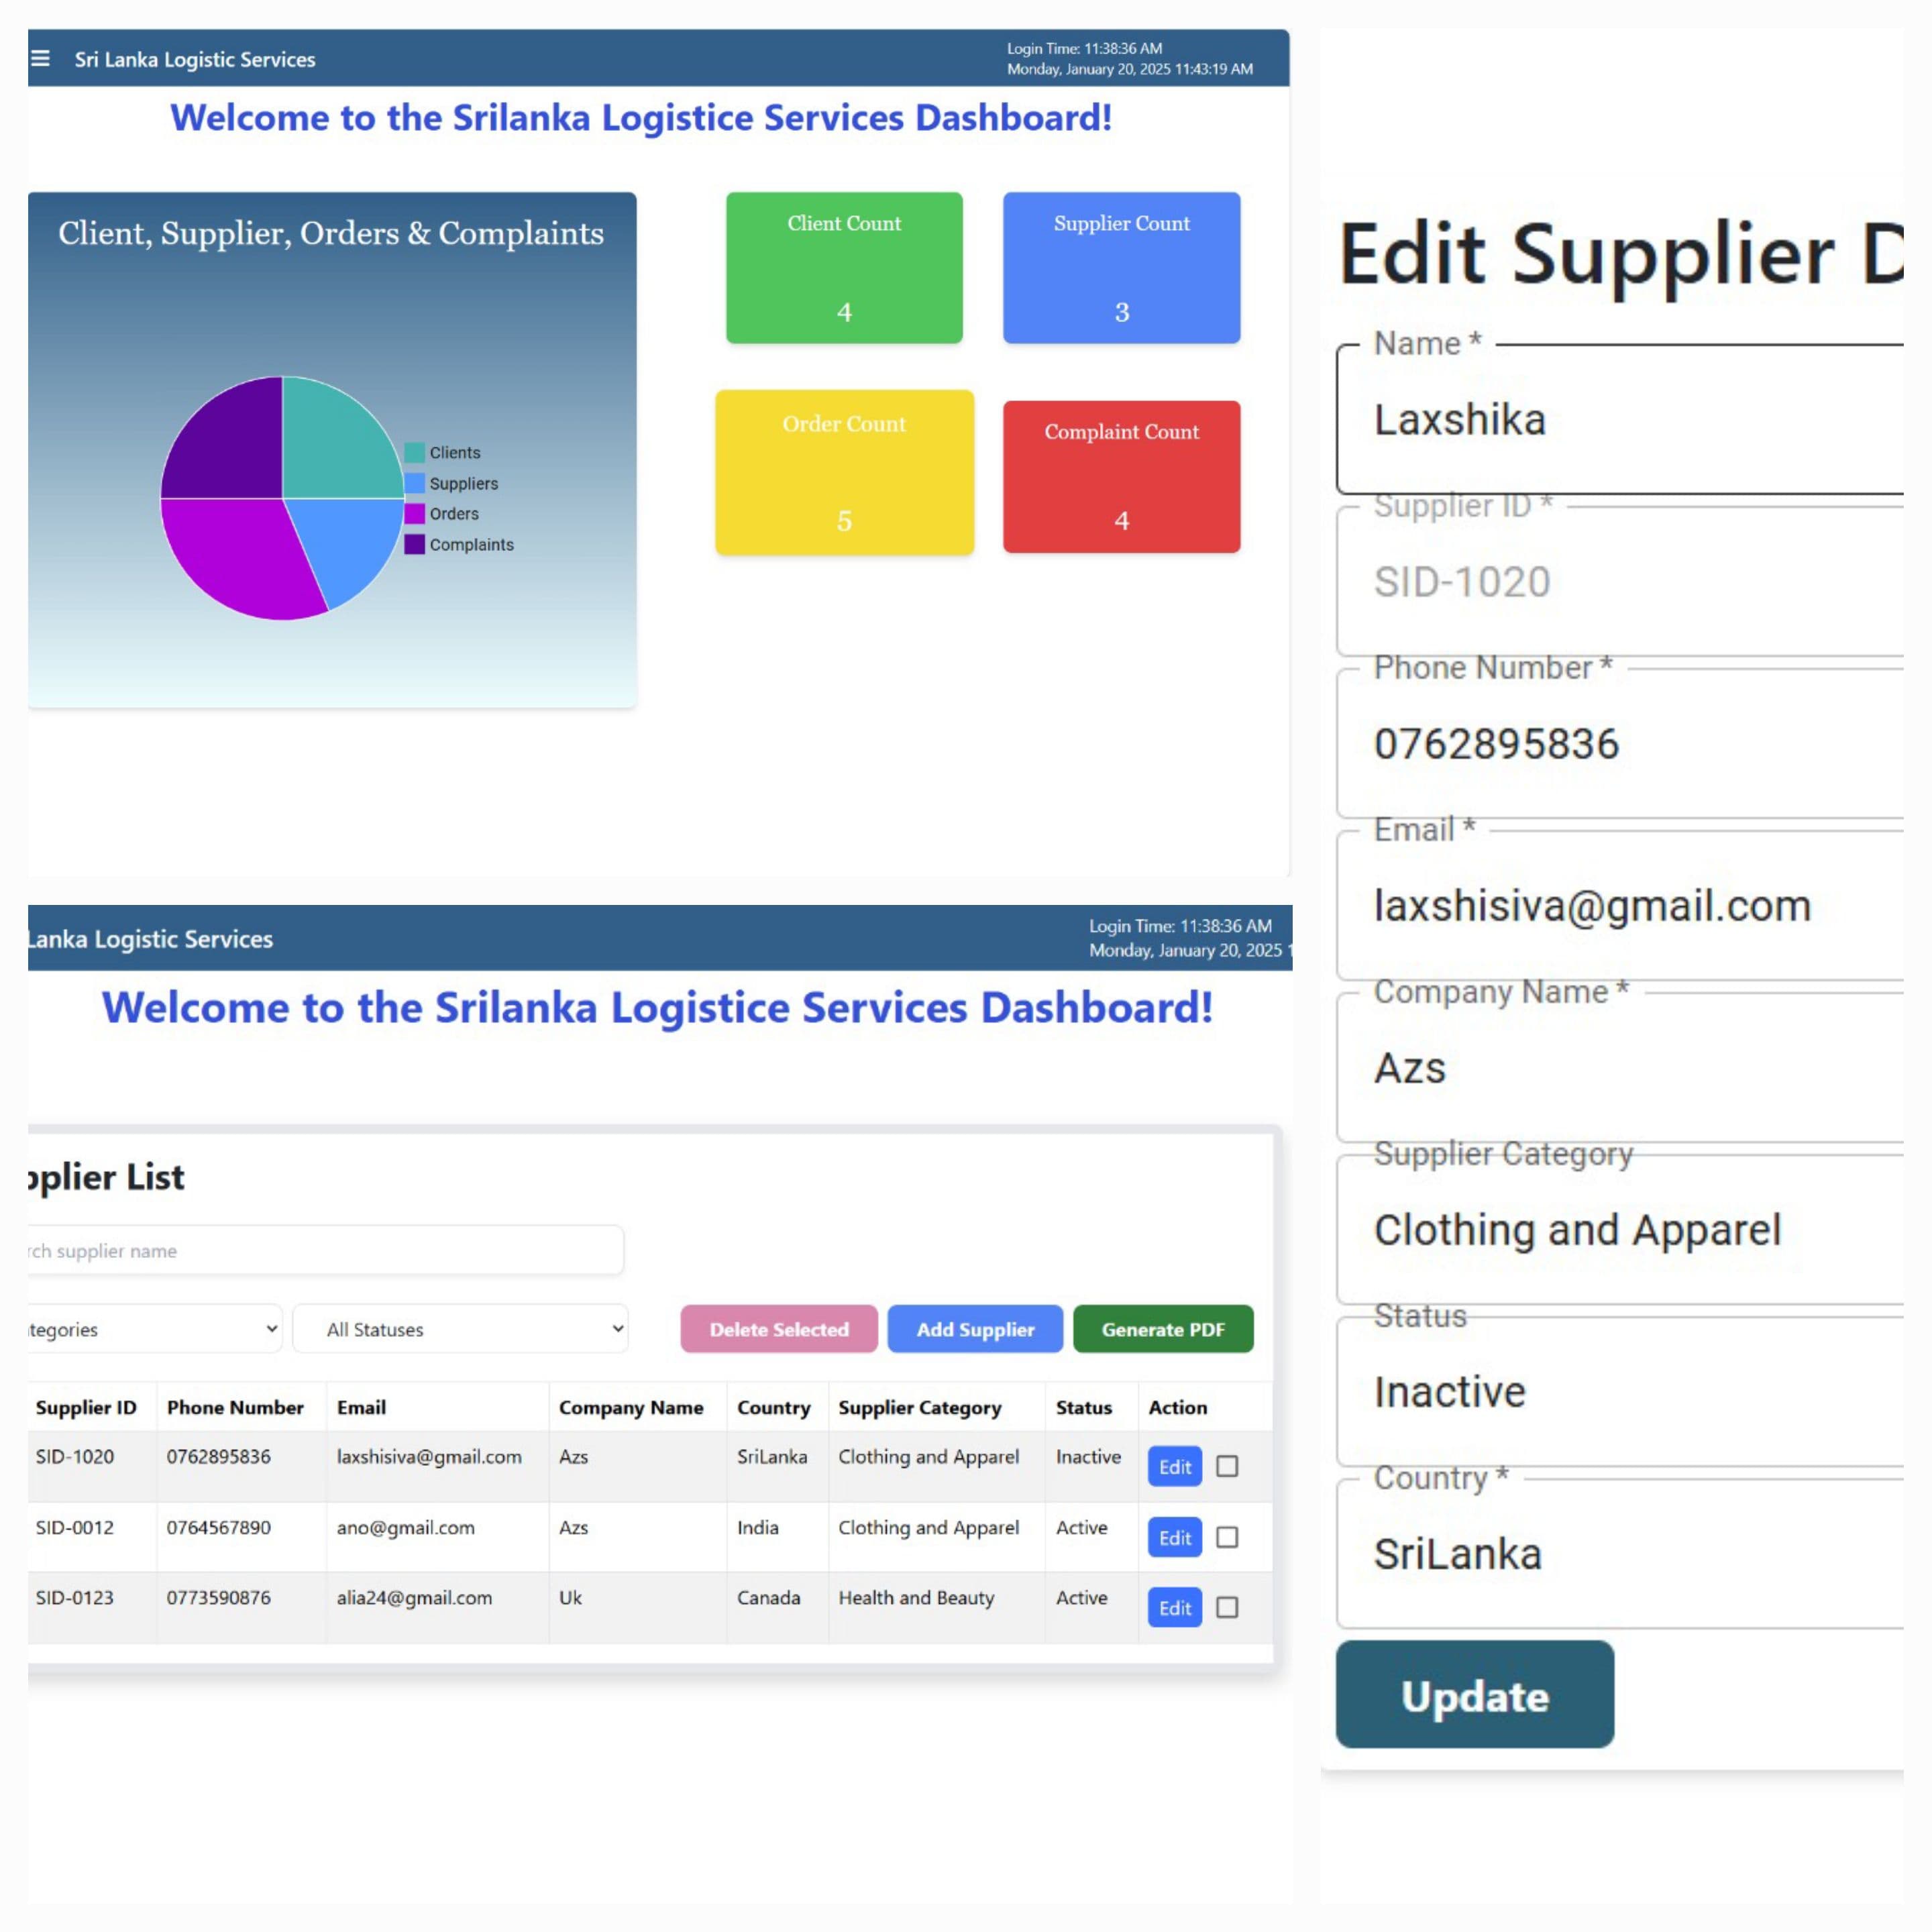 Sri Lanka Logistic Services
Login Time: 11:38:36 AM
Monday, January 20, 2025 11:43:19 AM
Welcome to the Srilanka Logistice Services Dashboard!
Client, Supplier, Orders & Complaints
Clients
Suppliers
Orders
Complaints
Client Count
4
Supplier Count
3
Order Count
5
Complaint Count
4
Lanka Logistic Services
Login Time: 11:38:36 AM
Monday, January 20, 2025 1
Welcome to the Srilanka Logistice Services Dashboard!
pplier List
rch supplier name
tegories
All Statuses
Delete Selected
Add Supplier
Generate PDF
Supplier ID Phone Number Email Company Name Country Supplier Category Status Action
SID-1020 0762895836 laxshisiva@gmail.com Azs SriLanka Clothing and Apparel Inactive Edit
SID-0012 0764567890 ano@gmail.com Azs India Clothing and Apparel Active Edit
SID-0123 0773590876 alia24@gmail.com Uk Canada Health and Beauty Active Edit
Edit Supplier D
Name *
Laxshika
Supplier ID *
SID-1020
Phone Number *
0762895836
Email *
laxshisiva@gmail.com
Company Name *
Azs
Supplier Category
Clothing and Apparel
Status
Inactive
Country *
SriLanka
Update